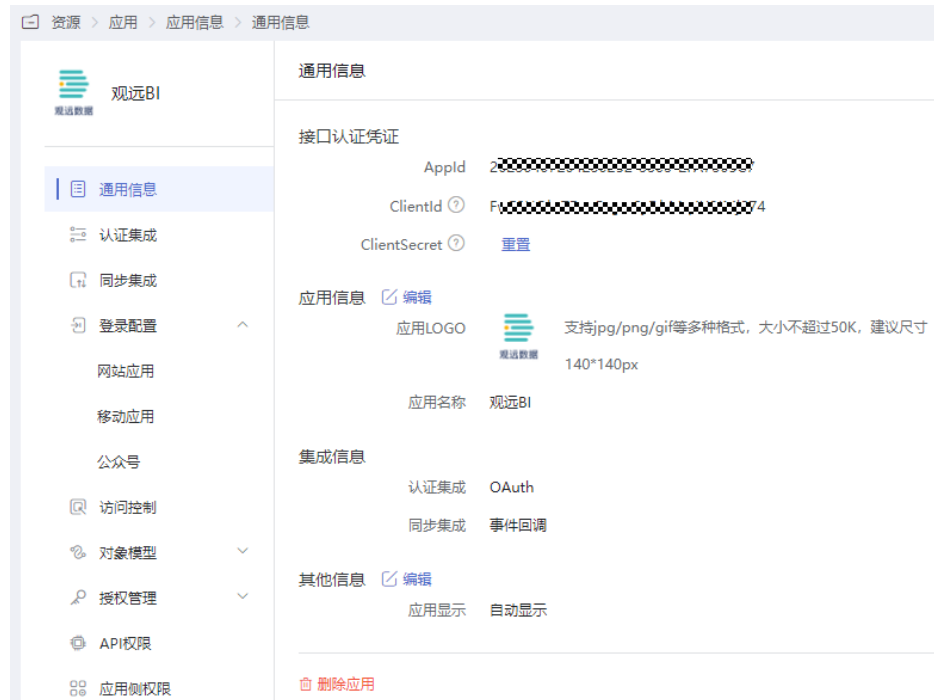 资源 > 应用 > 应用信息 > 通用信息
观远数据
观远BI
通用信息
认证集成
同步集成
登录配置
网站应用
移动应用
公众号
访问控制
对象模型
授权管理
API权限
应用侧权限
通用信息
接口认证凭证
AppId
ClientId
ClientSecret 重置
应用信息 编辑
应用LOGO 观远数据 支持jpg/png/gif等多种格式，大小不超过50K，建议尺寸
140*140px
应用名称 观远BI
集成信息
认证集成 OAuth
同步集成 事件回调
其他信息 编辑
应用显示 自动显示
删除应用